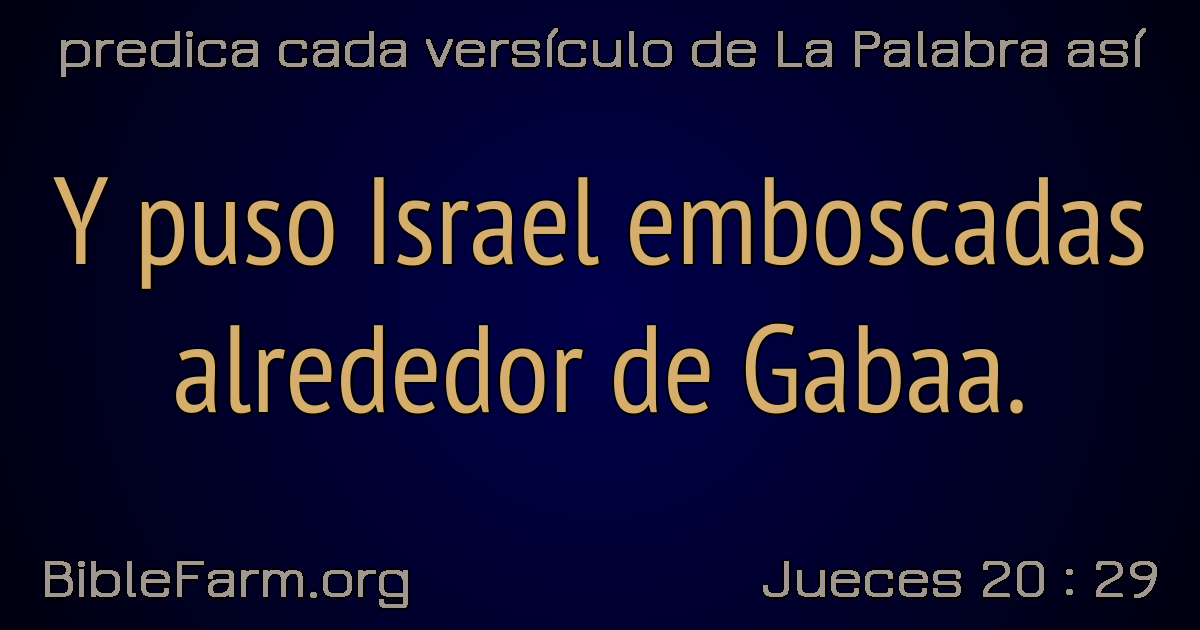 predica cada versículo de La Palabra así
Y puso Israel emboscadas
alrededor de Gabaa.
BibleFarm.org
Jueces 20 : 29